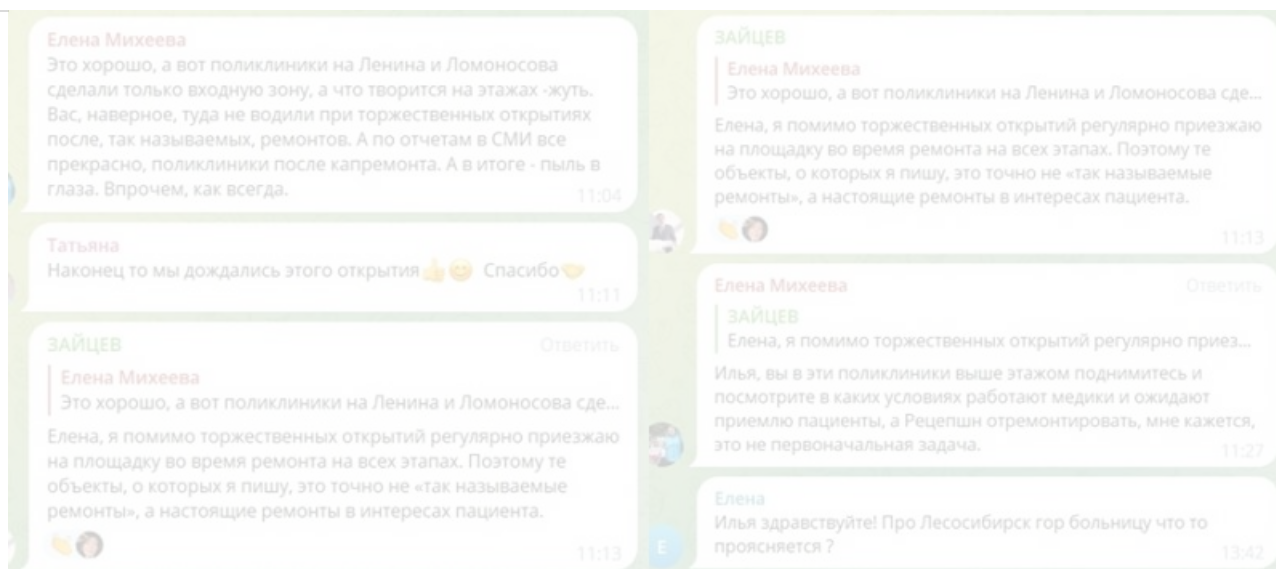 Елена Михеева
Это хорошо, а вот поликлиники на Ленина и Ломоносова
сделали только входную зону, а что творится на этажах -жуть.
Вас, наверное, туда не водили при торжественных открытиях
после, так называемых, ремонтов. А по отчетам в СМИ все
прекрасно, поликлиники после капремонта. А в итоге - пыль в
глаза. Впрочем, как всегда.
11:04
Татьяна
Наконец то мы дождались этого открытия👍😊 Спасибо🤝
11:11
ЗАЙЦЕВ
Ответить
Елена Михеева
Это хорошо, а вот поликлиники на Ленина и Ломоносова сде...
Елена, я помимо торжественных открытий регулярно приезжаю
на площадку во время ремонта на всех этапах. Поэтому те
объекты, о которых я пишу, это точно не «так называемые
ремонты», а настоящие ремонты в интересах пациента.
👏
11:13
ЗАЙЦЕВ
Елена Михеева
Это хорошо, а вот поликлиники на Ленина и Ломоносова сде...
Елена, я помимо торжественных открытий регулярно приезжаю
на площадку во время ремонта на всех этапах. Поэтому те
объекты, о которых я пишу, это точно не «так называемые
ремонты», а настоящие ремонты в интересах пациента.
👏
11:13
Елена Михеева
Ответить
ЗАЙЦЕВ
Елена, я помимо торжественных открытий регулярно приез...
Илья, вы в эти поликлиники выше этажом поднимитесь и
посмотрите в каких условиях работают медики и ожидают
приемлю пациенты, а Рецепшн отремонтировать, мне кажется,
это не первоначальная задача.
11:27
Елена
Илья здравствуйте! Про Лесосибирск гор больницу что то
проясняется ?
13:42
E